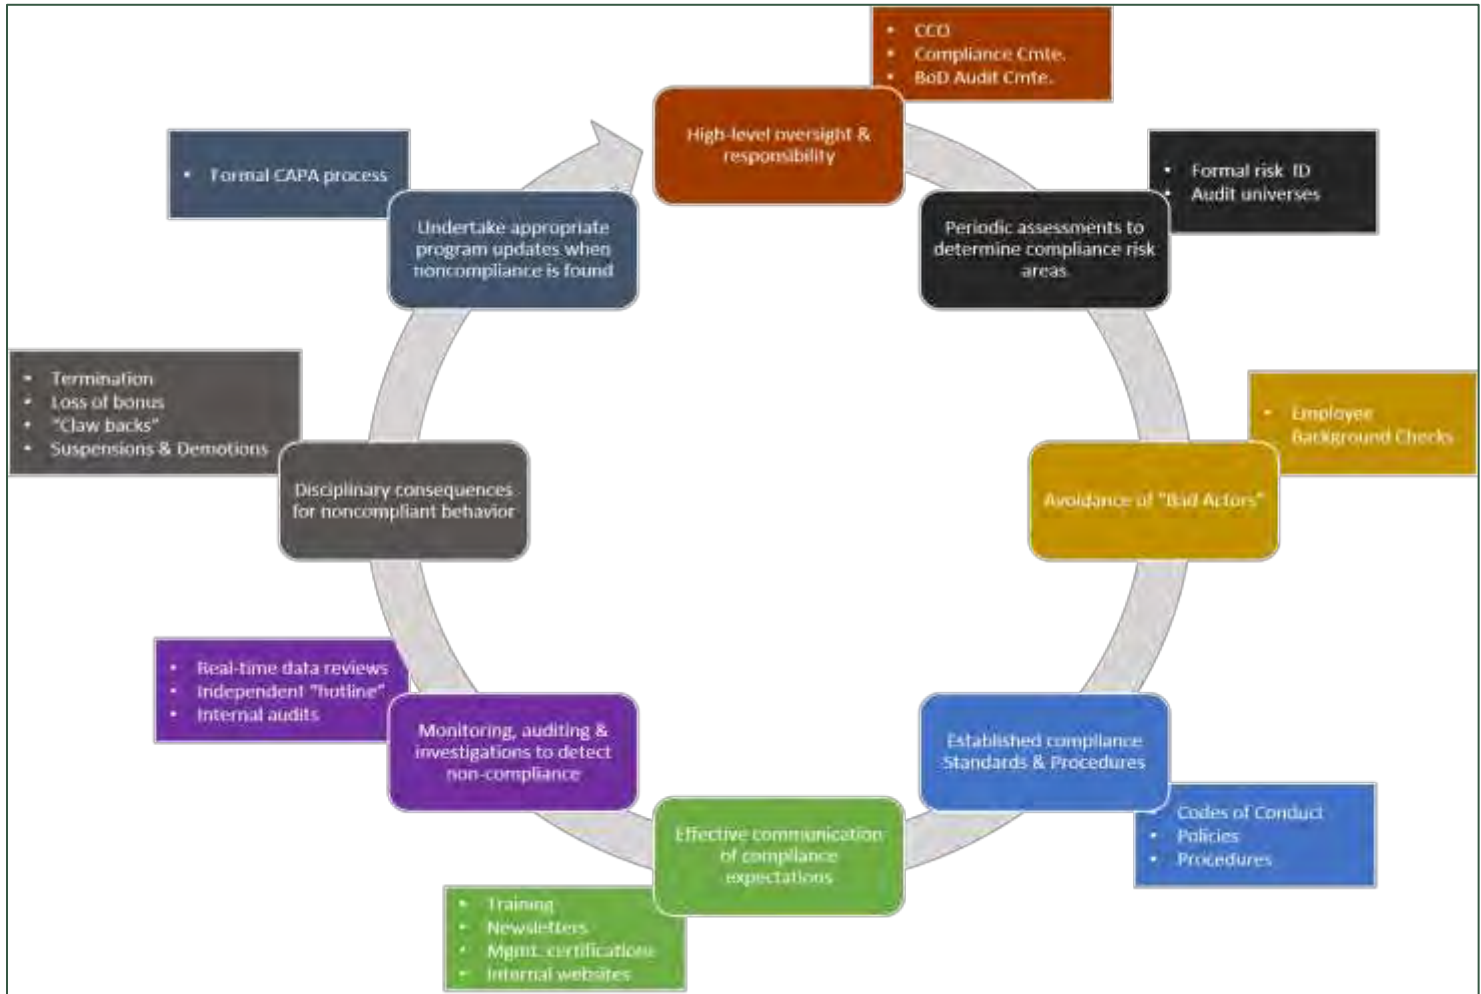 • CCO
• Compliance Cmte.
• BoD Audit Cmte.
High-level oversight &
responsibility
• Formal risk ID
• Audit universes
Periodic assessments to
determine compliance risk
areas
• Employee
Background Checks
Avoidance of "Bad Actors"
Established compliance
Standards & Procedures
• Codes of Conduct
• Policies
• Procedures
Effective communication
of compliance
expectations
• Training
• Newsletters
• Mgmt. certifications
• Internal websites
• Real-time data reviews
• Independent "hotline"
• Internal audits
Monitoring, auditing &
investigations to detect
non-compliance
• Termination
• Loss of bonus
• "Claw backs"
• Suspensions & Demotions
Disciplinary consequences
for noncompliant behavior
• Formal CAPA process
Undertake appropriate
program updates when
noncompliance is found